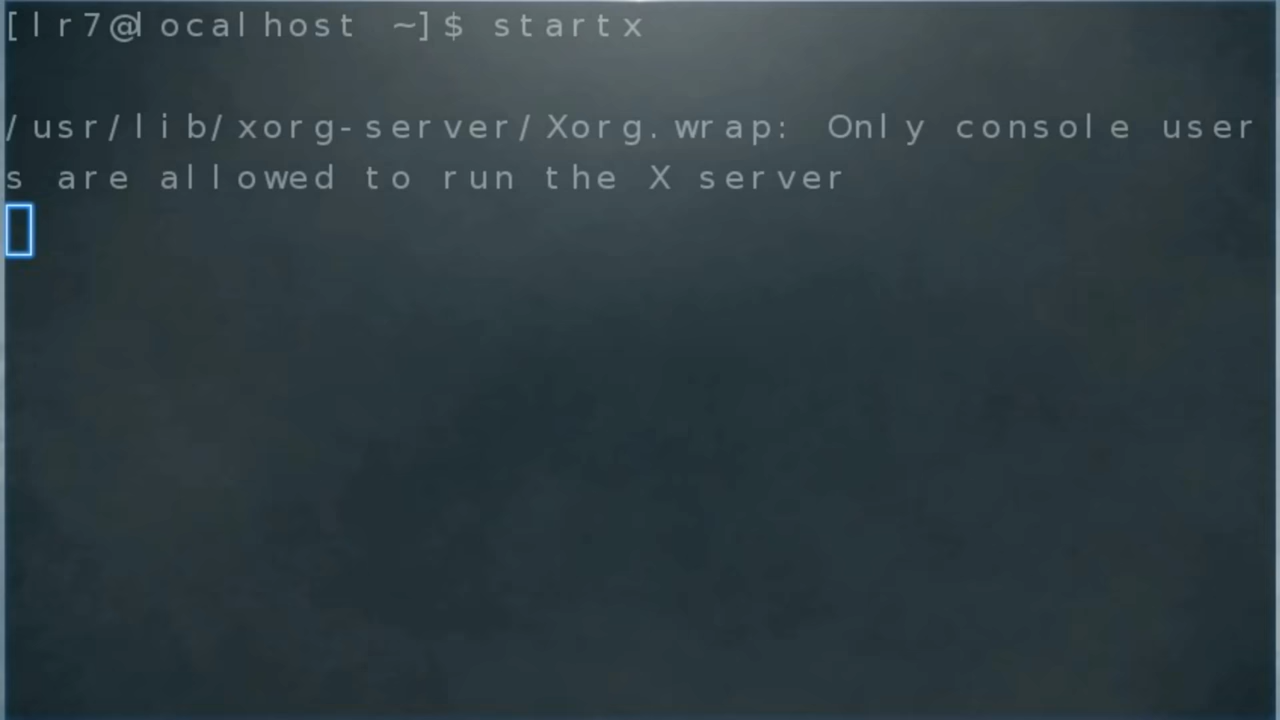 [lr7@localhost ~]$ startx
/usr/lib/xorg-server/Xorg.wrap: Only console user
s are allowed to run the X server